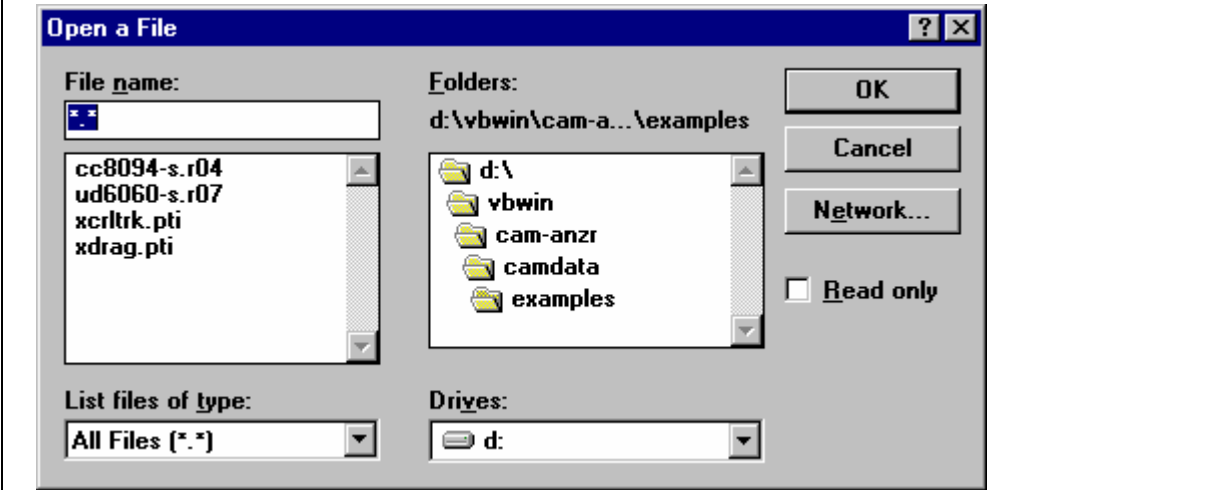 Open a File
File name:
*.*
cc8094-s.r04
ud6060-s.r07
xcrltrk.pti
xdrag.pti
List files of type:
All Files (*.*)
Folders:
d:\vbwin\cam-a...\examples
d:\
vbwin
cam-anzr
camdata
examples
Drives:
d:
OK
Cancel
Network...
Read only